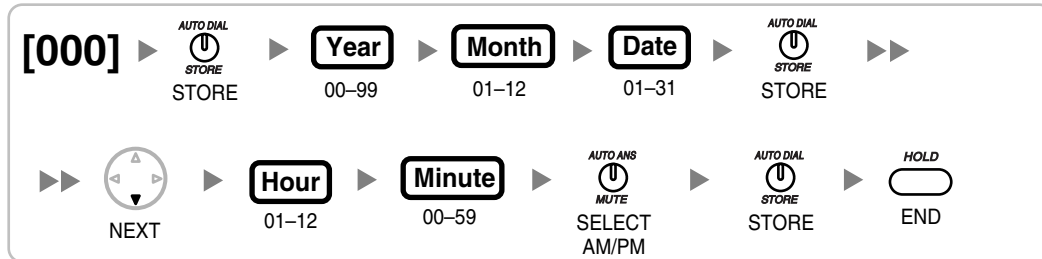 [000] AUTO DIAL STORE STORE Year 00–99 Month 01–12 Date 01–31 AUTO DIAL STORE STORE
NEXT Hour 01–12 Minute 00–59 AUTO ANS MUTE SELECT AM/PM AUTO DIAL STORE STORE HOLD END